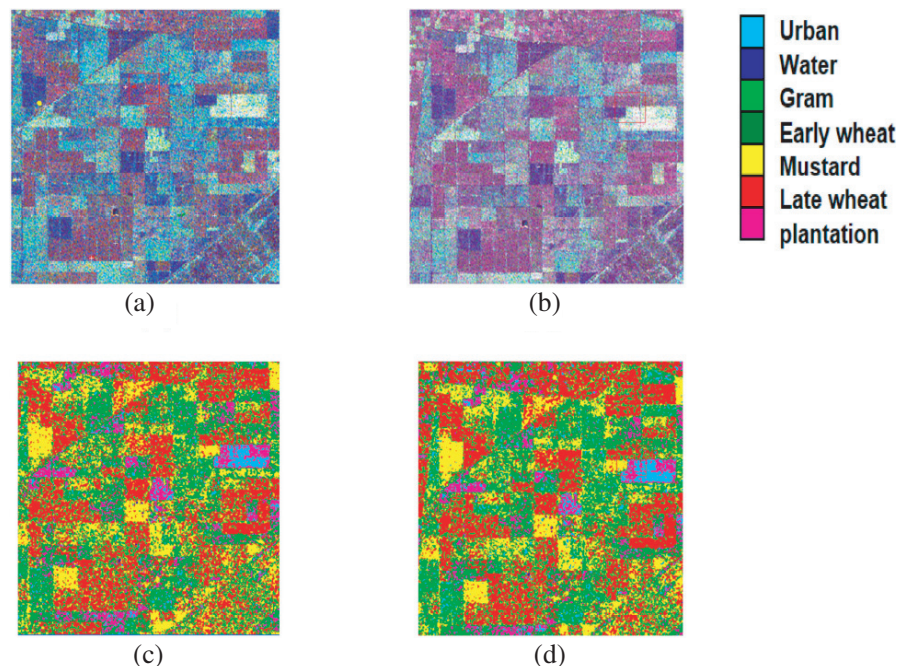 Urban
Water
Gram
Early wheat
Mustard
Late wheat
plantation
(a)
(b)
(c)
(d)